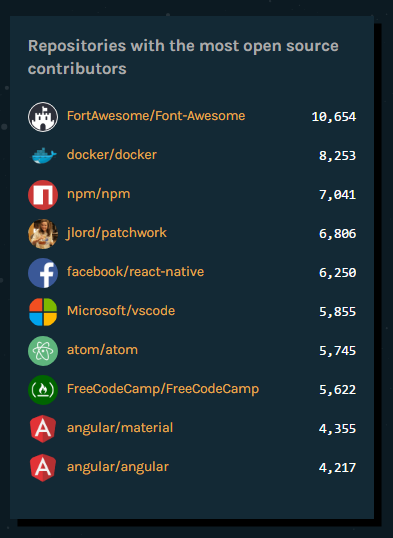 Repositories with the most open source
contributors
FortAwesome/Font-Awesome 10,654
docker/docker 8,253
npm/npm 7,041
jlord/patchwork 6,806
facebook/react-native 6,250
Microsoft/vscode 5,855
atom/atom 5,745
FreeCodeCamp/FreeCodeCamp 5,622
angular/material 4,355
angular/angular 4,217